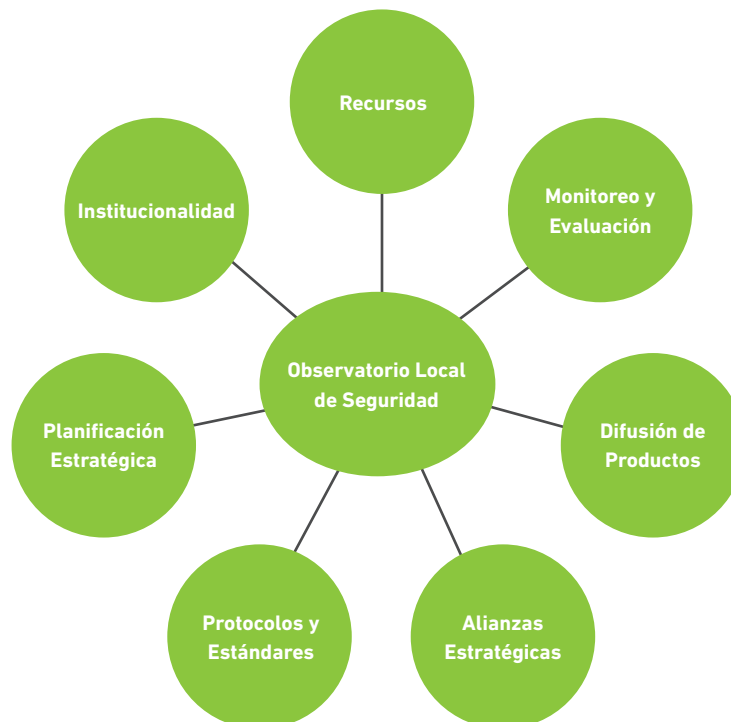 Recursos
Monitoreo y
Evaluación
Institucionalidad
Observatorio Local
de Seguridad
Planificación
Estratégica
Difusión de
Productos
Protocolos y
Estándares
Alianzas
Estratégicas